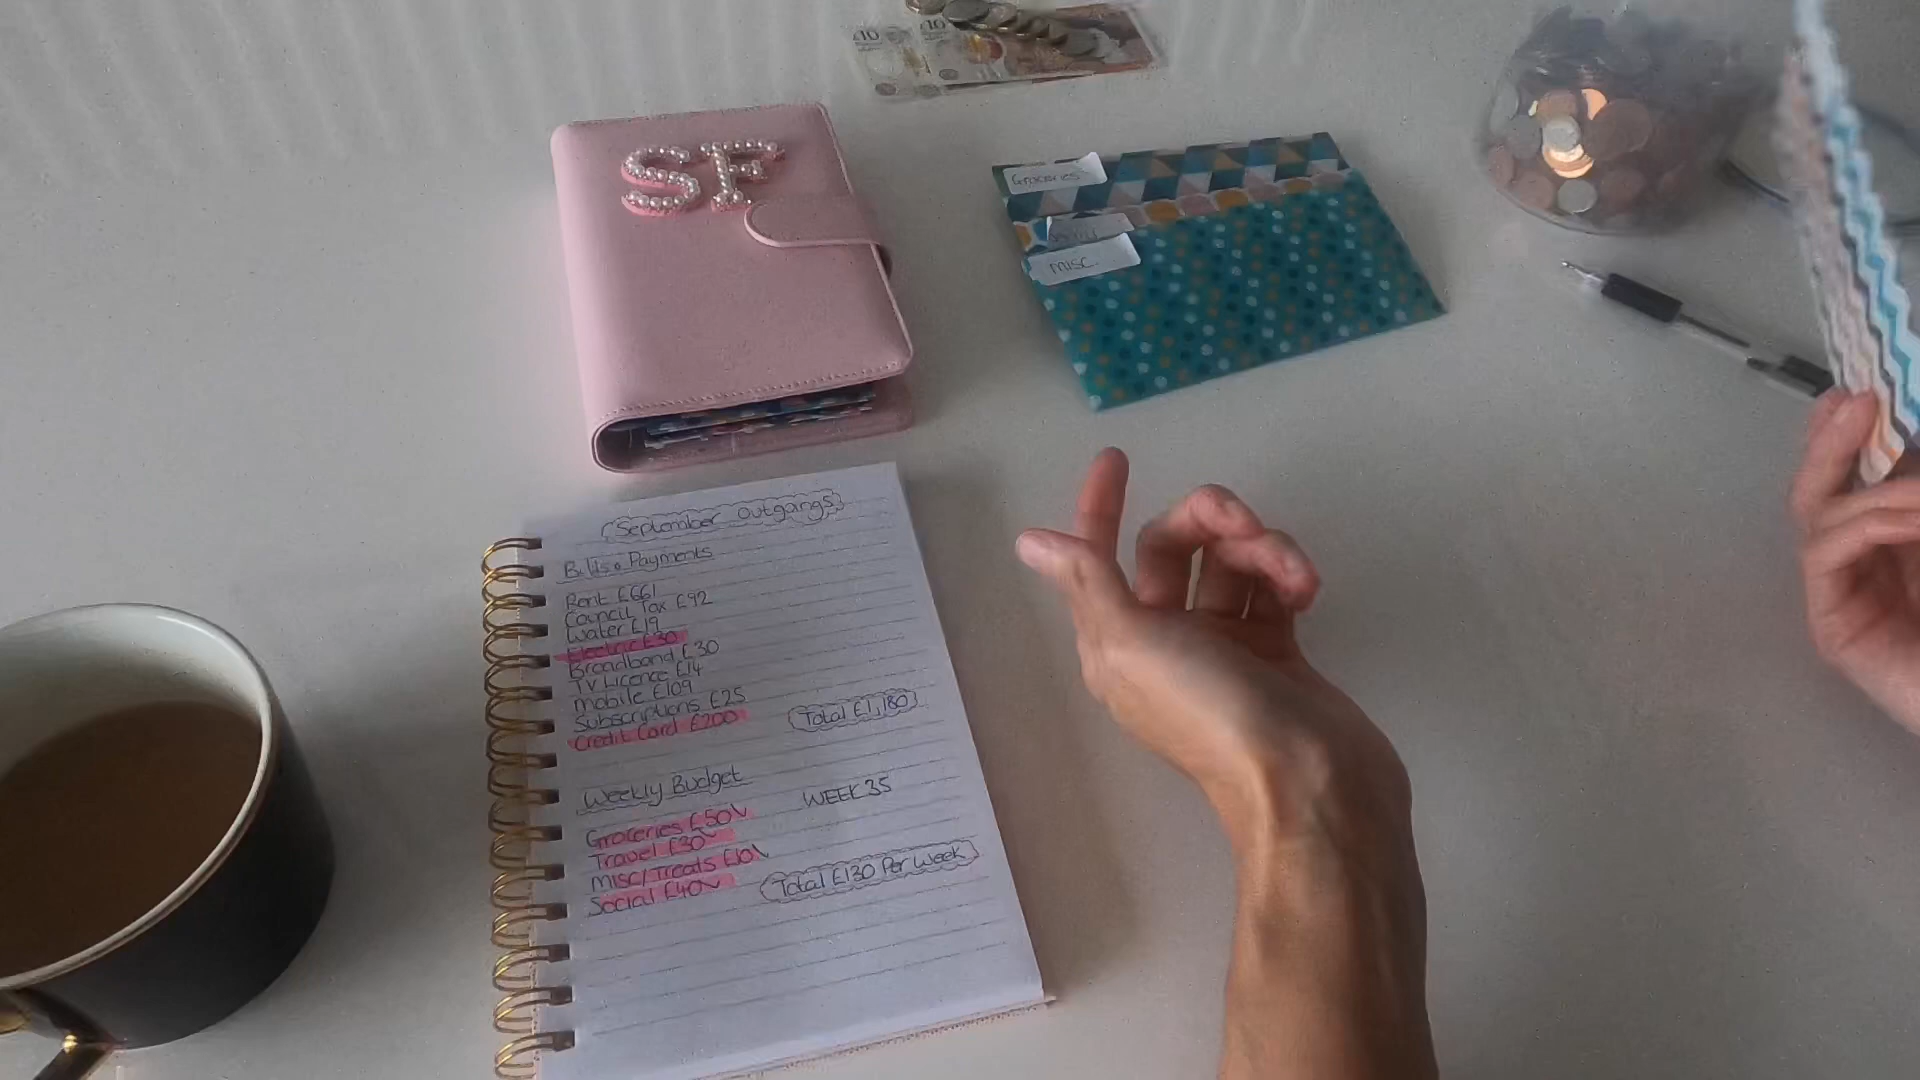 £10 £10
SF
Groceries
misc.
September Outgoings
Bills & Payments
Rent £661
Council Tax £92
Water £19
Electric £30
Broadband £30
TV Licence £14
Mobile £109
Subscriptions £25
Credit Card £200
Total £1,180
Weekly Budget
WEEK 35
Groceries £50
Travel £30
Misc/Treats £10
Social £40
Total £130 Per Week